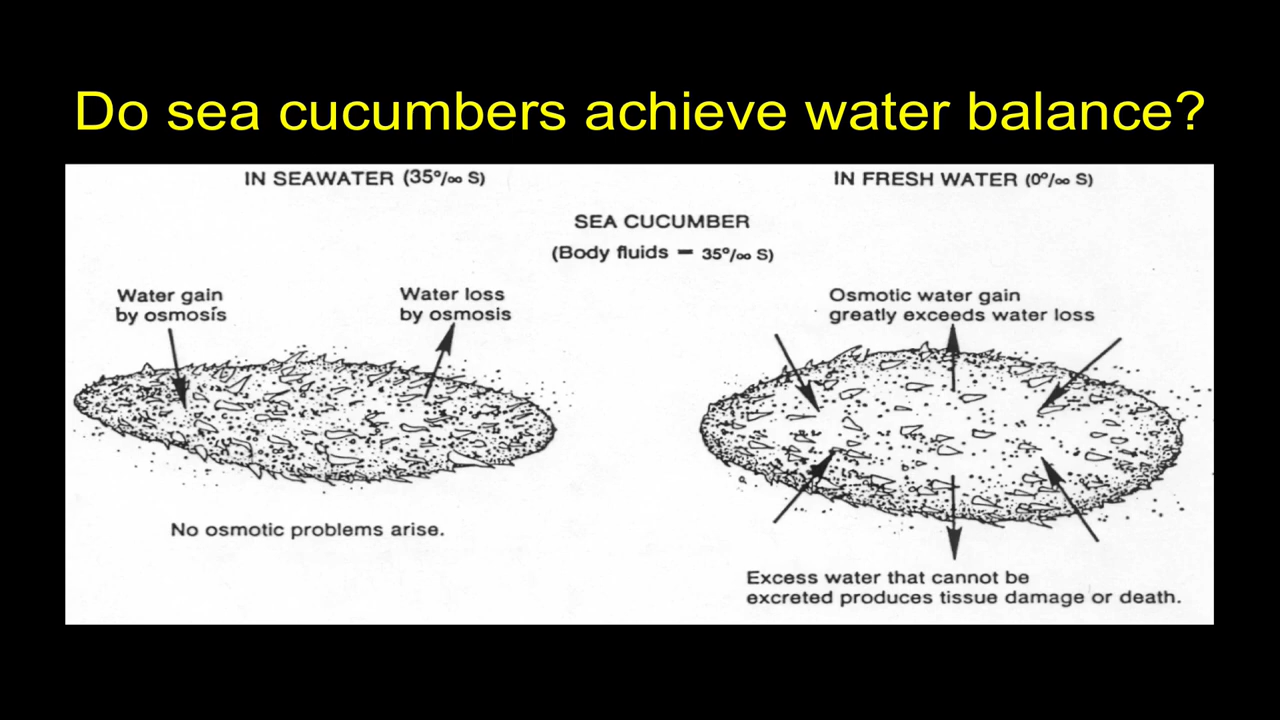 Do sea cucumbers achieve water balance?
IN SEAWATER (35°/∞ S)
IN FRESH WATER (0°/∞ S)
SEA CUCUMBER
(Body fluids = 35°/∞ S)
Water gain
by osmosis
Water loss
by osmosis
Osmotic water gain
greatly exceeds water loss
No osmotic problems arise.
Excess water that cannot be
excreted produces tissue damage or death.